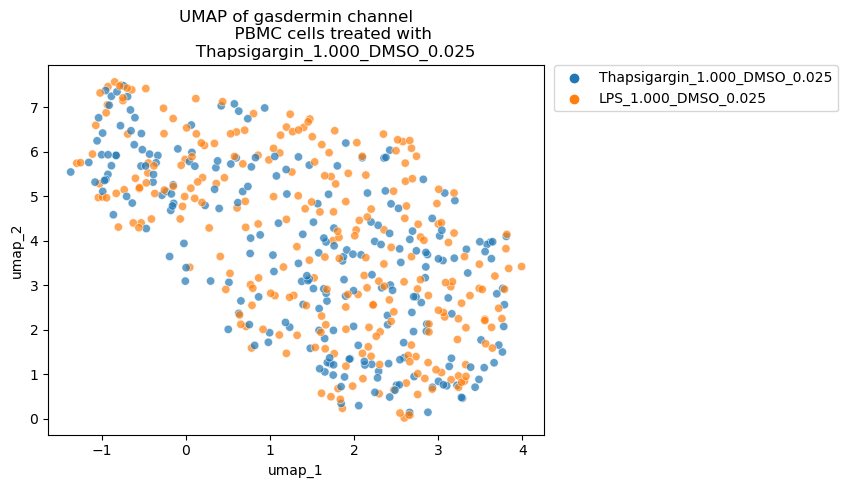 UMAP of gasdermin channel
PBMC cells treated with
Thapsigargin_1.000_DMSO_0.025
Thapsigargin_1.000_DMSO_0.025
LPS_1.000_DMSO_0.025
umap_2
7
6
5
4
3
2
1
0
−1
0
1
2
3
4
umap_1